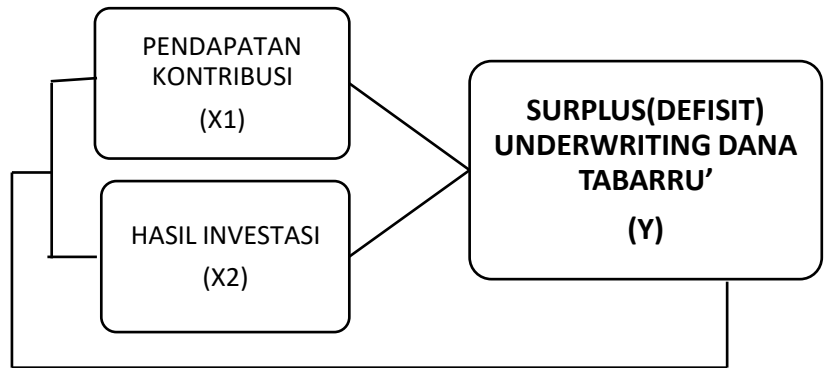 PENDAPATAN
KONTRIBUSI
(X1)
HASIL INVESTASI
(X2)
SURPLUS(DEFISIT)
UNDERWRITING DANA
TABARRU’
(Y)